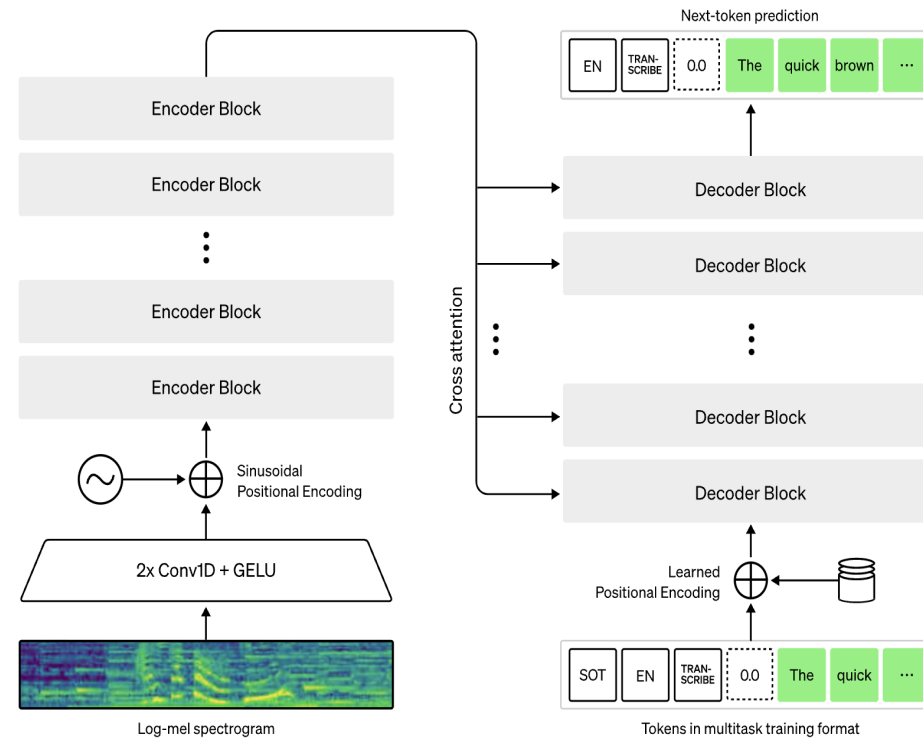 Encoder Block
Encoder Block
Encoder Block
Encoder Block
Sinusoidal
Positional Encoding
2x Conv1D + GELU
Log-mel spectrogram
Cross attention
Next-token prediction
EN TRAN-SCRIBE 0.0 The quick brown ...
Decoder Block
Decoder Block
Decoder Block
Decoder Block
Learned
Positional Encoding
SOT EN TRAN-SCRIBE 0.0 The quick ...
Tokens in multitask training format